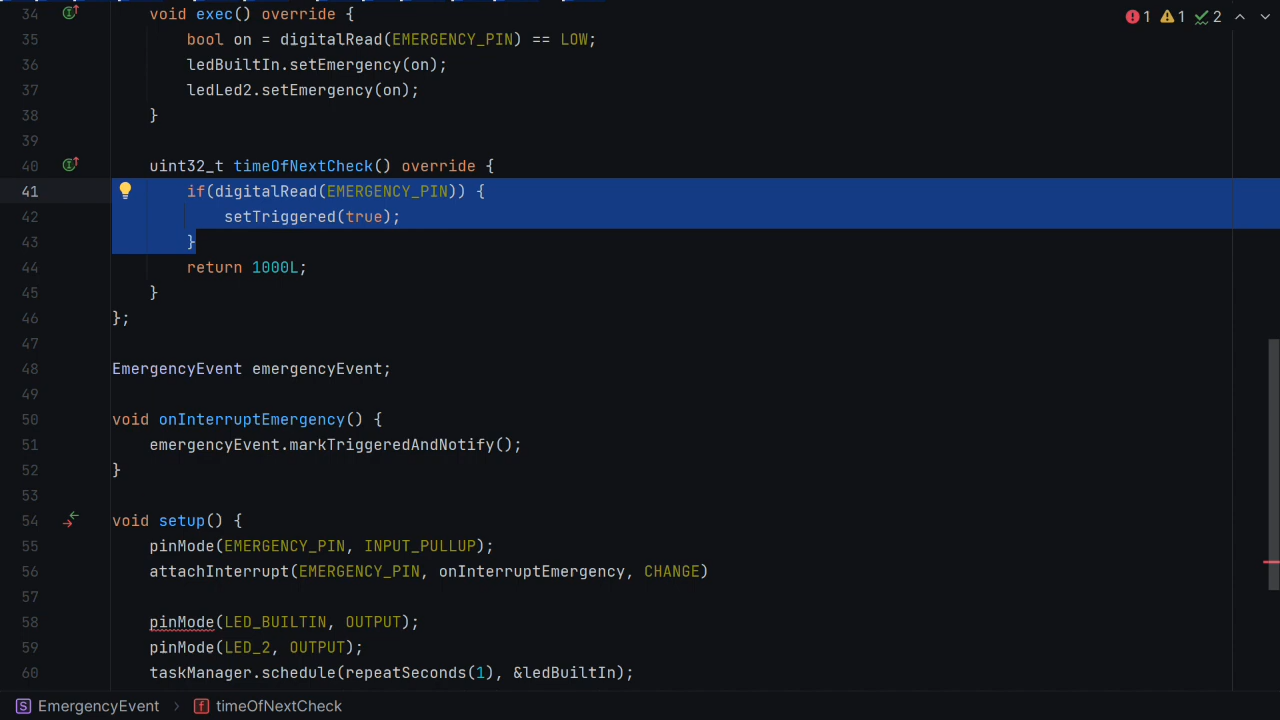 1 1 2
34 void exec() override {
35 bool on = digitalRead(EMERGENCY_PIN) == LOW;
36 ledBuiltIn.setEmergency(on);
37 ledLed2.setEmergency(on);
38 }
39
40 uint32_t timeOfNextCheck() override {
41 if(digitalRead(EMERGENCY_PIN)) {
42 setTriggered(true);
43 }
44 return 1000L;
45 }
46 };
47
48 EmergencyEvent emergencyEvent;
49
50 void onInterruptEmergency() {
51 emergencyEvent.markTriggeredAndNotify();
52 }
53
54 void setup() {
55 pinMode(EMERGENCY_PIN, INPUT_PULLUP);
56 attachInterrupt(EMERGENCY_PIN, onInterruptEmergency, CHANGE)
57
58 pinMode(LED_BUILTIN, OUTPUT);
59 pinMode(LED_2, OUTPUT);
60 taskManager.schedule(repeatSeconds(1), &ledBuiltIn);
S EmergencyEvent > f timeOfNextCheck